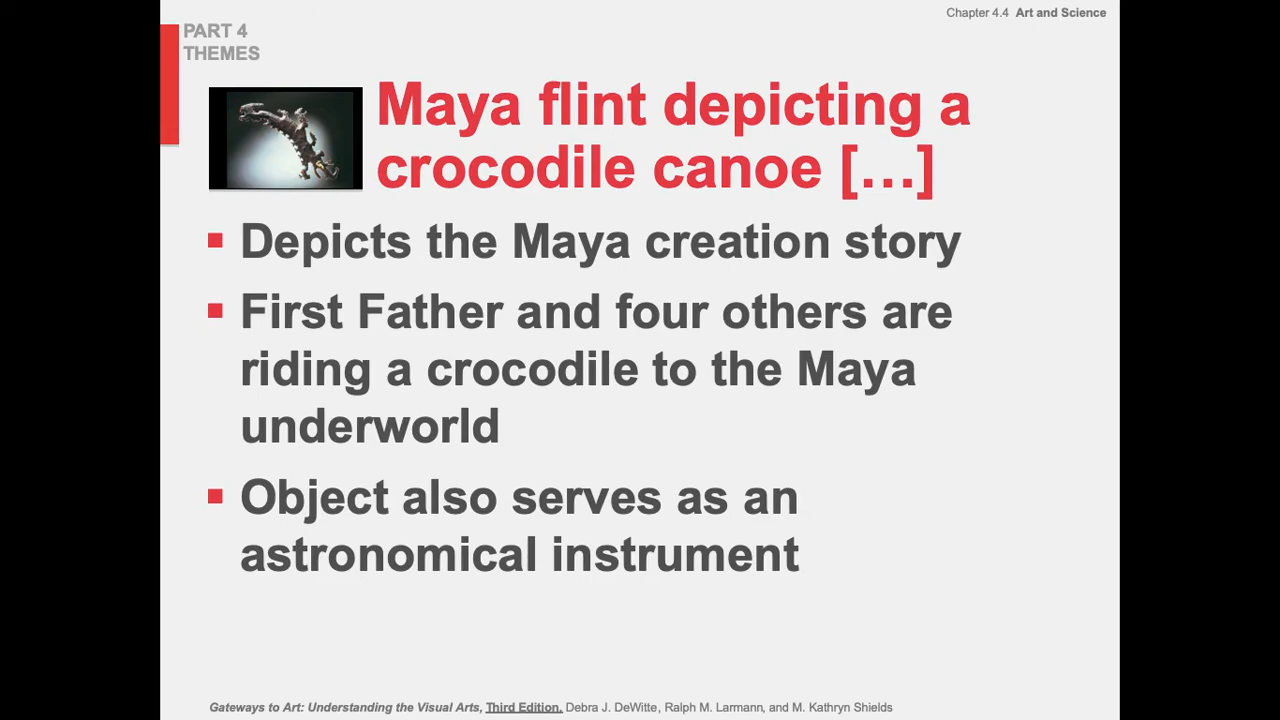 PART 4
THEMES
Chapter 4.4 Art and Science
Maya flint depicting a
crocodile canoe […]
▪ Depicts the Maya creation story
▪ First Father and four others are
riding a crocodile to the Maya
underworld
▪ Object also serves as an
astronomical instrument
Gateways to Art: Understanding the Visual Arts, Third Edition, Debra J. DeWitte, Ralph M. Larmann, and M. Kathryn Shields